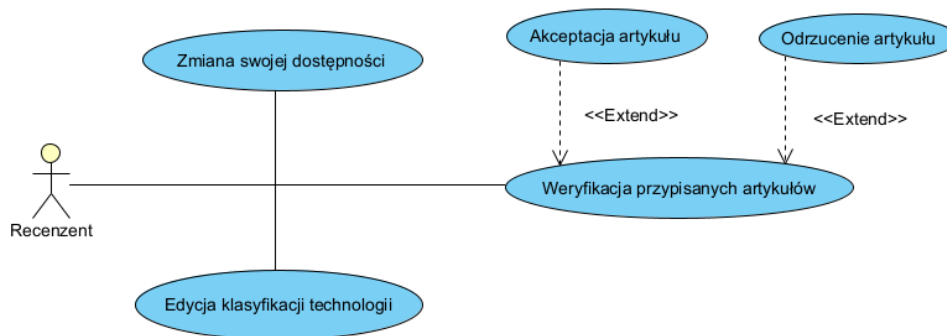 Akceptacja artykułu
Odrzucenie artykułu
Zmiana swojej dostępności
<<Extend>>
<<Extend>>
Weryfikacja przypisanych artykułów
Recenzent
Edycja klasyfikacji technologii